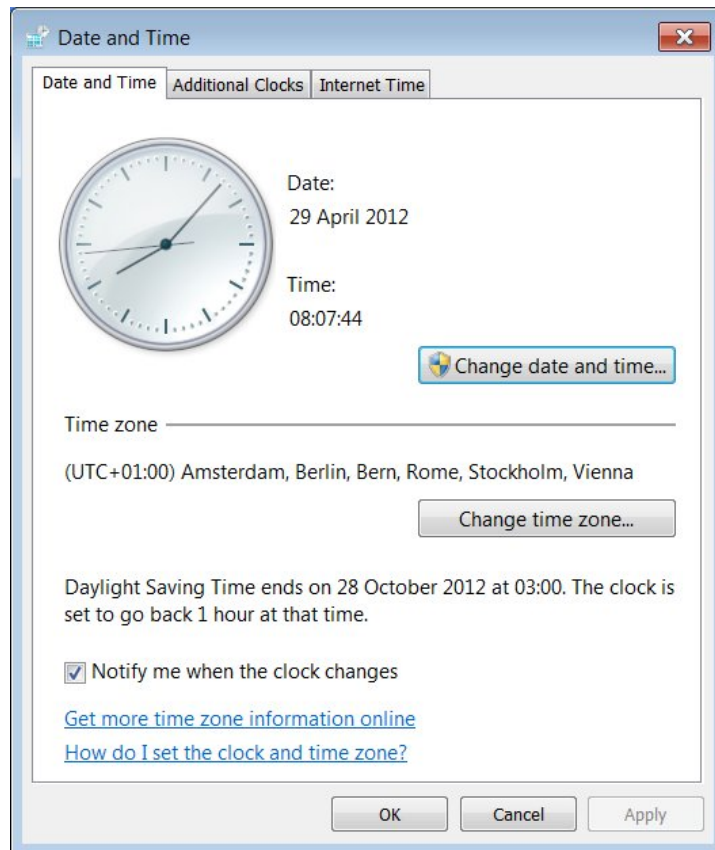 Date and Time
Date and Time
Additional Clocks
Internet Time
Date:
29 April 2012
Time:
08:07:44
Change date and time...
Time zone
(UTC+01:00) Amsterdam, Berlin, Bern, Rome, Stockholm, Vienna
Change time zone...
Daylight Saving Time ends on 28 October 2012 at 03:00. The clock is
set to go back 1 hour at that time.
Notify me when the clock changes
Get more time zone information online
How do I set the clock and time zone?
OK
Cancel
Apply